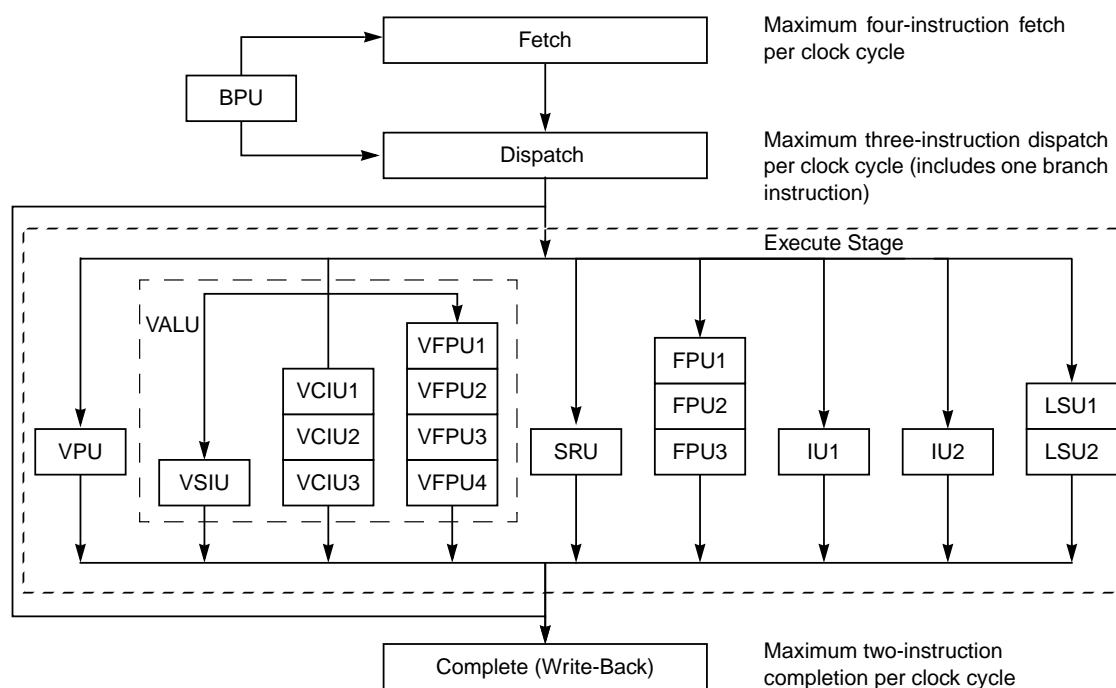 Fetch
Maximum four-instruction fetch
per clock cycle
BPU
Dispatch
Maximum three-instruction dispatch
per clock cycle (includes one branch
instruction)
Execute Stage
VALU
VPU
VSIU
VCIU1
VCIU2
VCIU3
VFPU1
VFPU2
VFPU3
VFPU4
SRU
FPU1
FPU2
FPU3
IU1
IU2
LSU1
LSU2
Complete (Write-Back)
Maximum two-instruction
completion per clock cycle